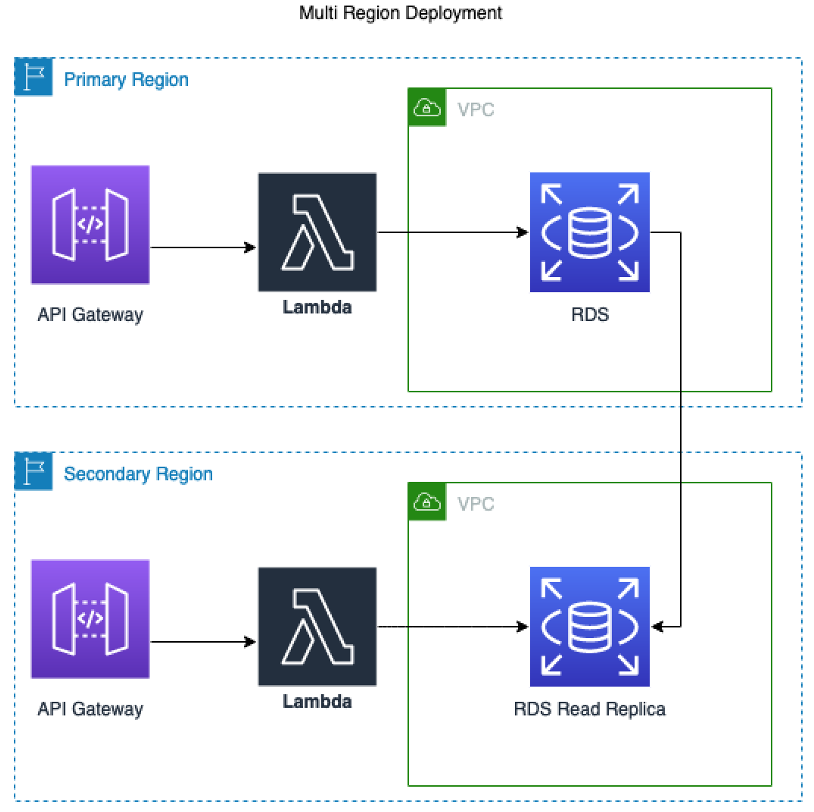 Multi Region Deployment
Primary Region
VPC
</>
API Gateway
Lambda
RDS
Secondary Region
VPC
</>
API Gateway
Lambda
RDS Read Replica